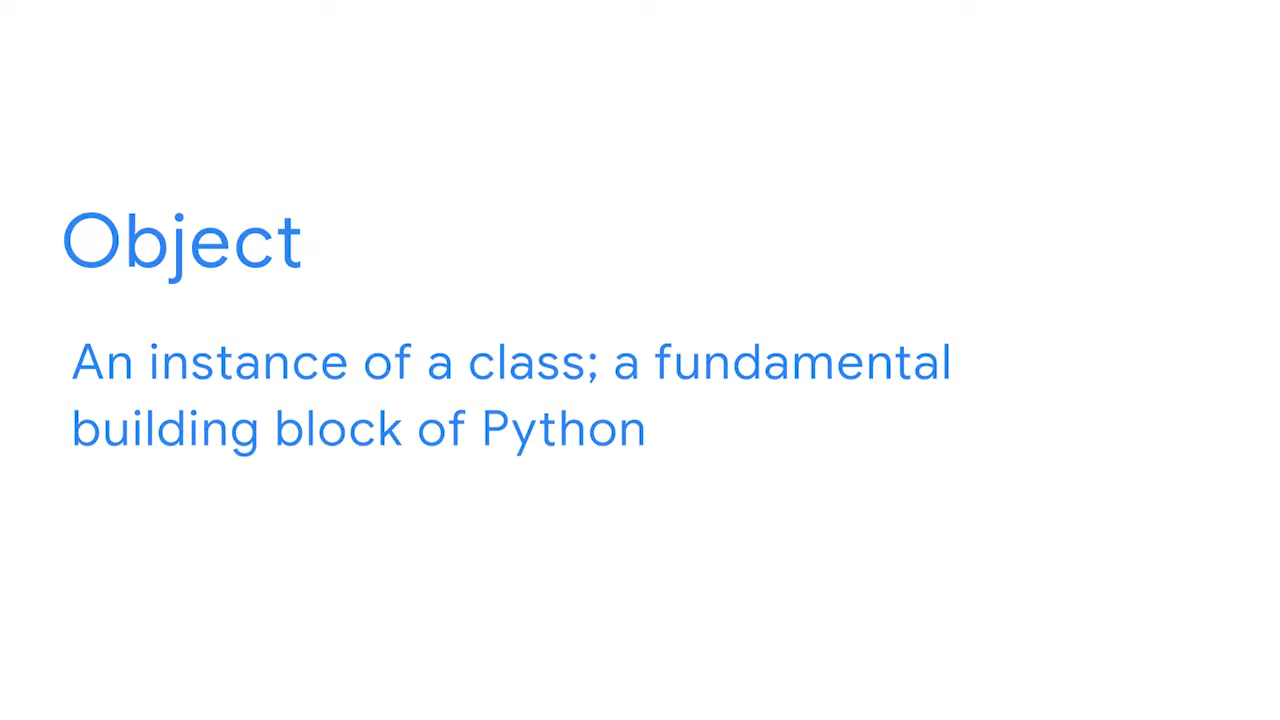 Object
An instance of a class; a fundamental
building block of Python